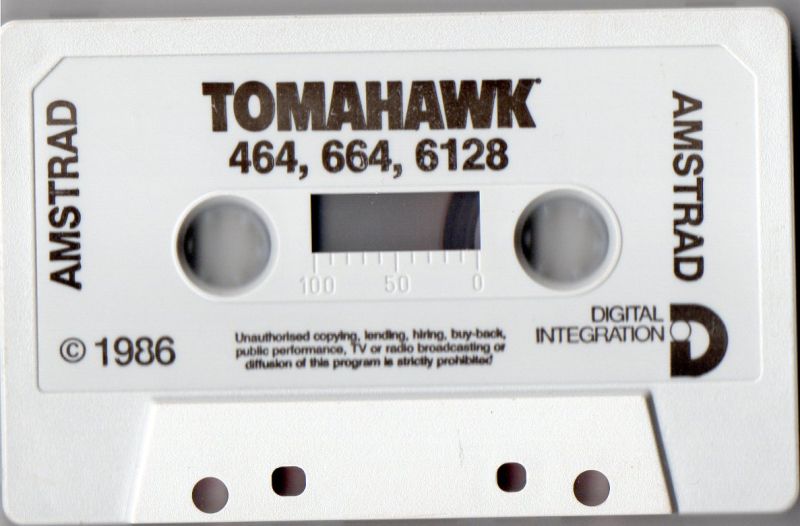 TOMAHAWK
464, 664, 6128
AMSTRAD
AMSTRAD
100 50 0
DIGITAL
INTEGRATION
© 1986
Unauthorised copying, lending, hiring, buy-back,
public performance, TV or radio broadcasting or
diffusion of this program is strictly prohibited